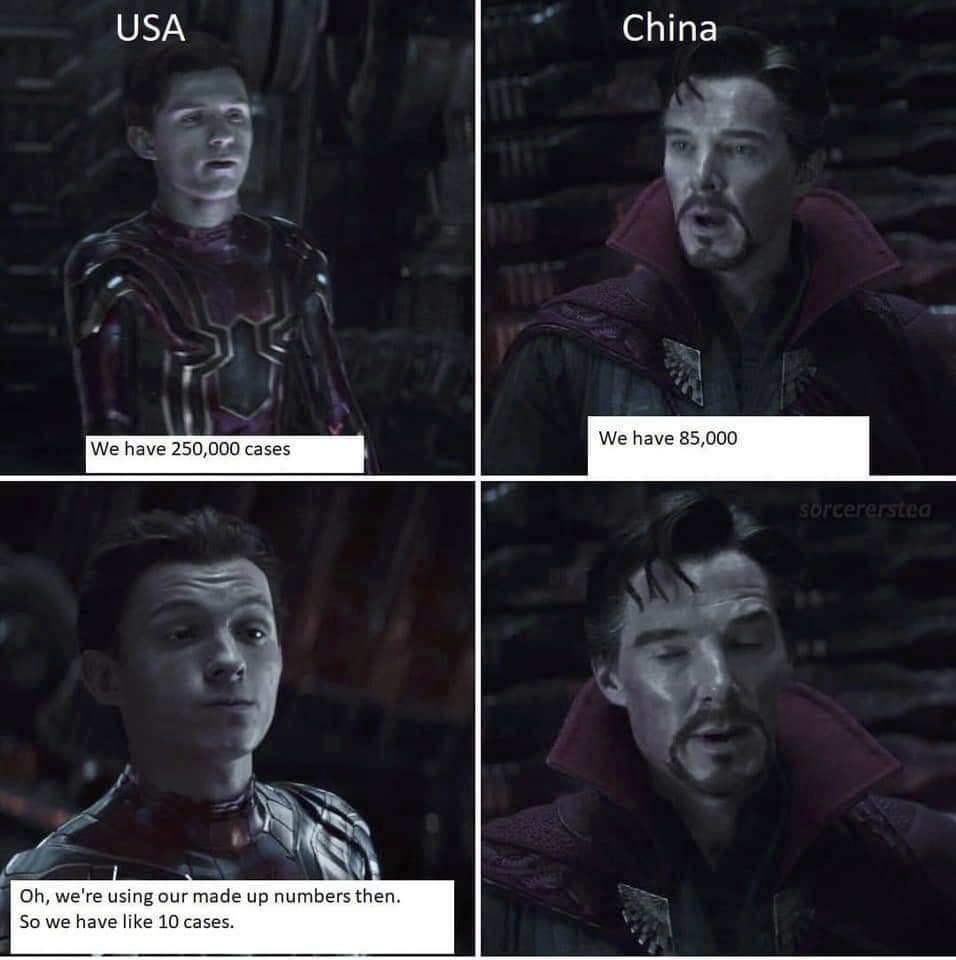 USA
China
We have 250,000 cases
We have 85,000
sorcererstea
Oh, we're using our made up numbers then.
So we have like 10 cases.